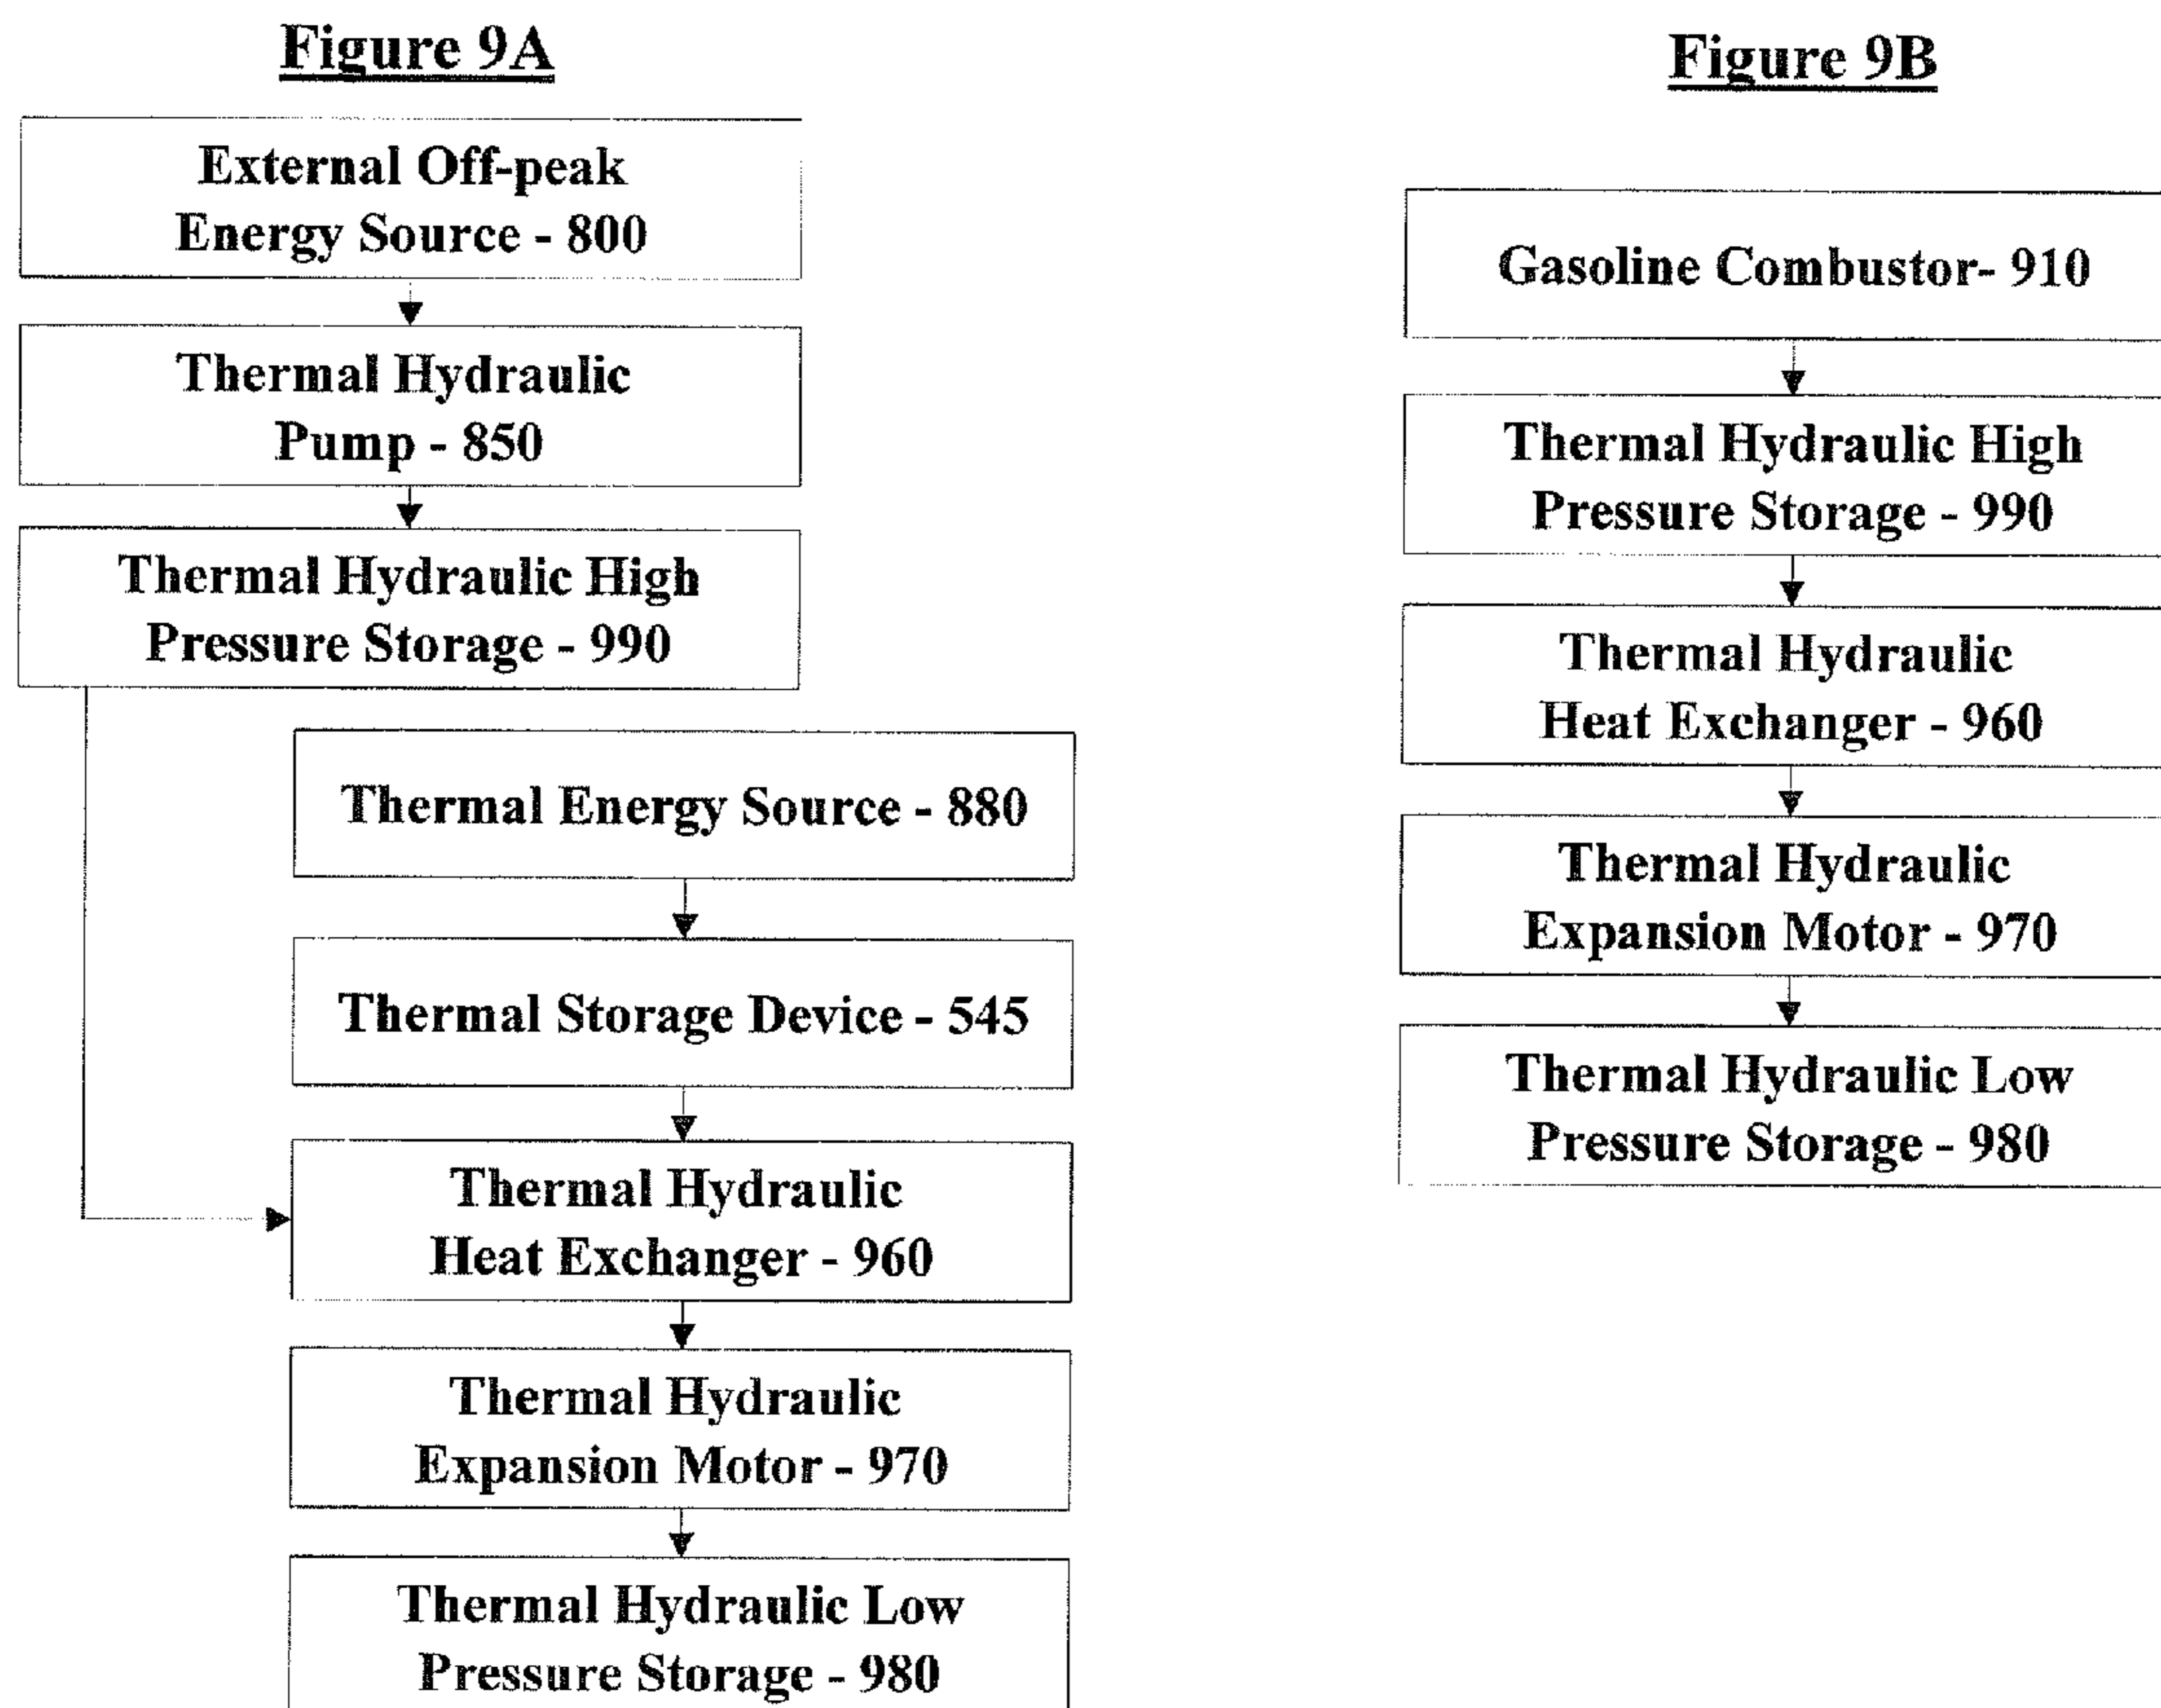 Figure 9A
External Off-peak
Energy Source - 800
Thermal Hydraulic
Pump - 850
Thermal Hydraulic High
Pressure Storage - 990
Thermal Energy Source - 880
Thermal Storage Device - 545
Thermal Hydraulic
Heat Exchanger - 960
Thermal Hydraulic
Expansion Motor - 970
Thermal Hydraulic Low
Pressure Storage - 980
Figure 9B
Gasoline Combustor- 910
Thermal Hydraulic High
Pressure Storage - 990
Thermal Hydraulic
Heat Exchanger - 960
Thermal Hydraulic
Expansion Motor - 970
Thermal Hydraulic Low
Pressure Storage - 980